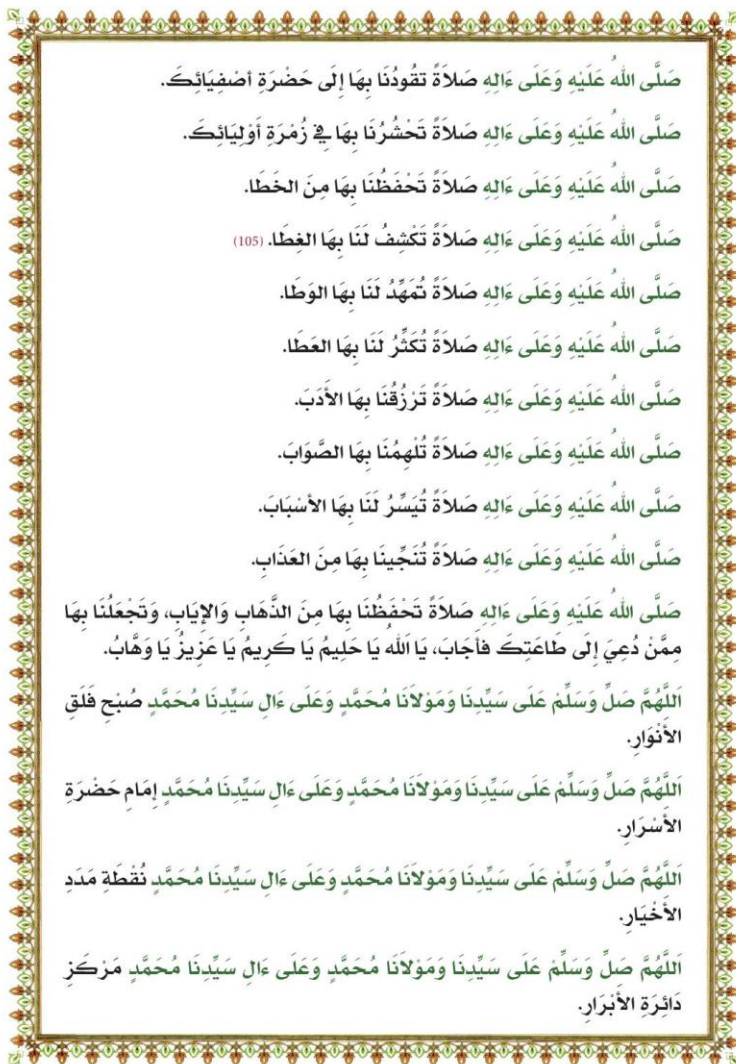 صَلَّى اللهُ عَلَيْهِ وَعَلَى ءَالِهِ صَلاَةً تَقُودُنَا بِهَا إِلَى حَضْرَةِ أَصْفِيَائِكَ.
صَلَّى اللهُ عَلَيْهِ وَعَلَى ءَالِهِ صَلاَةً تَحْشُرُنَا بِهَا فِي زُمْرَةِ أَوْلِيَائِكَ.
صَلَّى اللهُ عَلَيْهِ وَعَلَى ءَالِهِ صَلاَةً تَحْفَظُنَا بِهَا مِنَ الخَطَا.
صَلَّى اللهُ عَلَيْهِ وَعَلَى ءَالِهِ صَلاَةً تَكْشِفُ لَنَا بِهَا الغِطَا. (105)
صَلَّى اللهُ عَلَيْهِ وَعَلَى ءَالِهِ صَلاَةً تُمَهِّدُ لَنَا بِهَا الوَطَا.
صَلَّى اللهُ عَلَيْهِ وَعَلَى ءَالِهِ صَلاَةً تُكَثِّرُ لَنَا بِهَا العَطَا.
صَلَّى اللهُ عَلَيْهِ وَعَلَى ءَالِهِ صَلاَةً تَرْزُقُنَا بِهَا الأَدَبَ.
صَلَّى اللهُ عَلَيْهِ وَعَلَى ءَالِهِ صَلاَةً تُلْهِمُنَا بِهَا الصَّوَابَ.
صَلَّى اللهُ عَلَيْهِ وَعَلَى ءَالِهِ صَلاَةً تُيَسِّرُ لَنَا بِهَا الأَسْبَابَ.
صَلَّى اللهُ عَلَيْهِ وَعَلَى ءَالِهِ صَلاَةً تُنَجِّينَا بِهَا مِنَ العَذَابِ.
صَلَّى اللهُ عَلَيْهِ وَعَلَى ءَالِهِ صَلاَةً تَحْفَظُنَا بِهَا مِنَ الذَّهَابِ وَالإِيَابِ، وَتَجْعَلُنَا بِهَا
مِمَّنْ دُعِيَ إِلَى طَاعَتِكَ فَأَجَابَ، يَا اَللهُ يَا حَلِيمُ يَا كَرِيمُ يَا عَزِيزُ يَا وَهَّابُ.
اَللَّهُمَّ صَلِّ وَسَلِّمْ عَلَى سَيِّدِنَا وَمَوْلاَنَا مُحَمَّدٍ وَعَلَى ءَالِ سَيِّدِنَا مُحَمَّدٍ صُبْحِ فَلَقِ
الأَنْوَارِ.
اَللَّهُمَّ صَلِّ وَسَلِّمْ عَلَى سَيِّدِنَا وَمَوْلاَنَا مُحَمَّدٍ وَعَلَى ءَالِ سَيِّدِنَا مُحَمَّدٍ إِمَامِ حَضْرَةِ
الأَسْرَارِ.
اَللَّهُمَّ صَلِّ وَسَلِّمْ عَلَى سَيِّدِنَا وَمَوْلاَنَا مُحَمَّدٍ وَعَلَى ءَالِ سَيِّدِنَا مُحَمَّدٍ نُقْطَةِ مَدَدِ
الأَخْيَارِ.
اَللَّهُمَّ صَلِّ وَسَلِّمْ عَلَى سَيِّدِنَا وَمَوْلاَنَا مُحَمَّدٍ وَعَلَى ءَالِ سَيِّدِنَا مُحَمَّدٍ مَرْكَزِ
دَائِرَةِ الأَبْرَارِ.